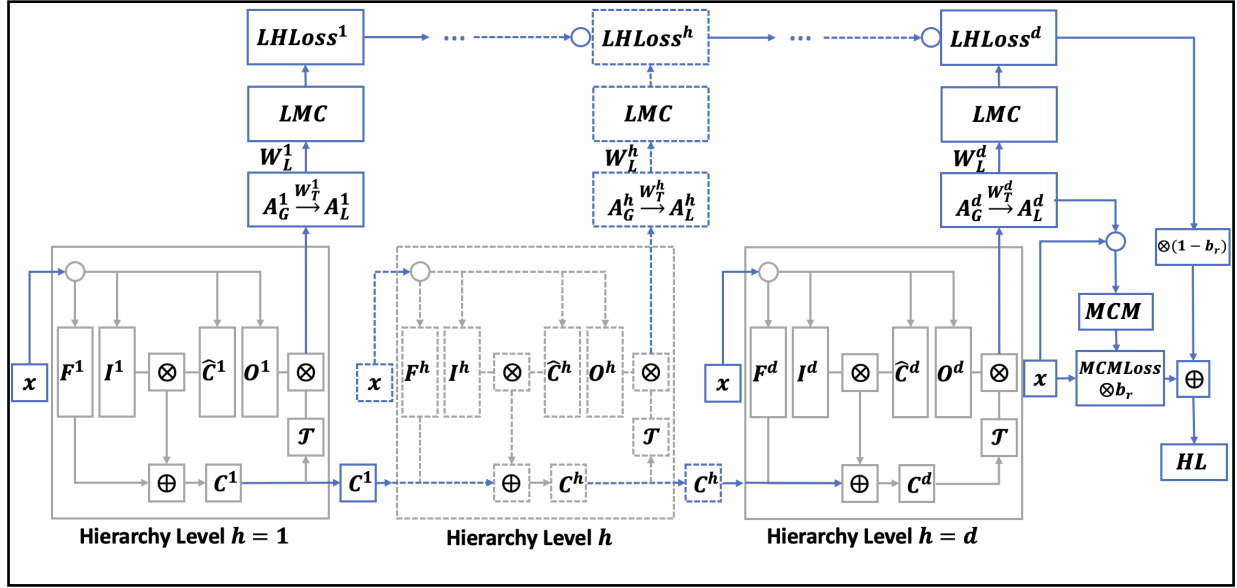 LHLoss¹ ... LHLossʰ ... LHLossᵈ
LMC LMC LMC
W_L¹ W_Lʰ W_Lᵈ
A_G¹ →(W_T¹) A_L¹ A_Gʰ →(W_Tʰ) A_Lʰ A_Gᵈ →(W_Tᵈ) A_Lᵈ
⊗(1 − b_r)
MCM
x F¹ I¹ ⊗ Ĉ¹ O¹ ⊗ x Fʰ Iʰ ⊗ Ĉʰ Oʰ ⊗ x Fᵈ Iᵈ ⊗ Ĉᵈ Oᵈ ⊗ x
MCMLoss
⊗b_r
⊕
𝒯 𝒯 𝒯
HL
⊕ C¹ C¹ ⊕ Cʰ Cʰ ⊕ Cᵈ
Hierarchy Level h = 1 Hierarchy Level h Hierarchy Level h = d